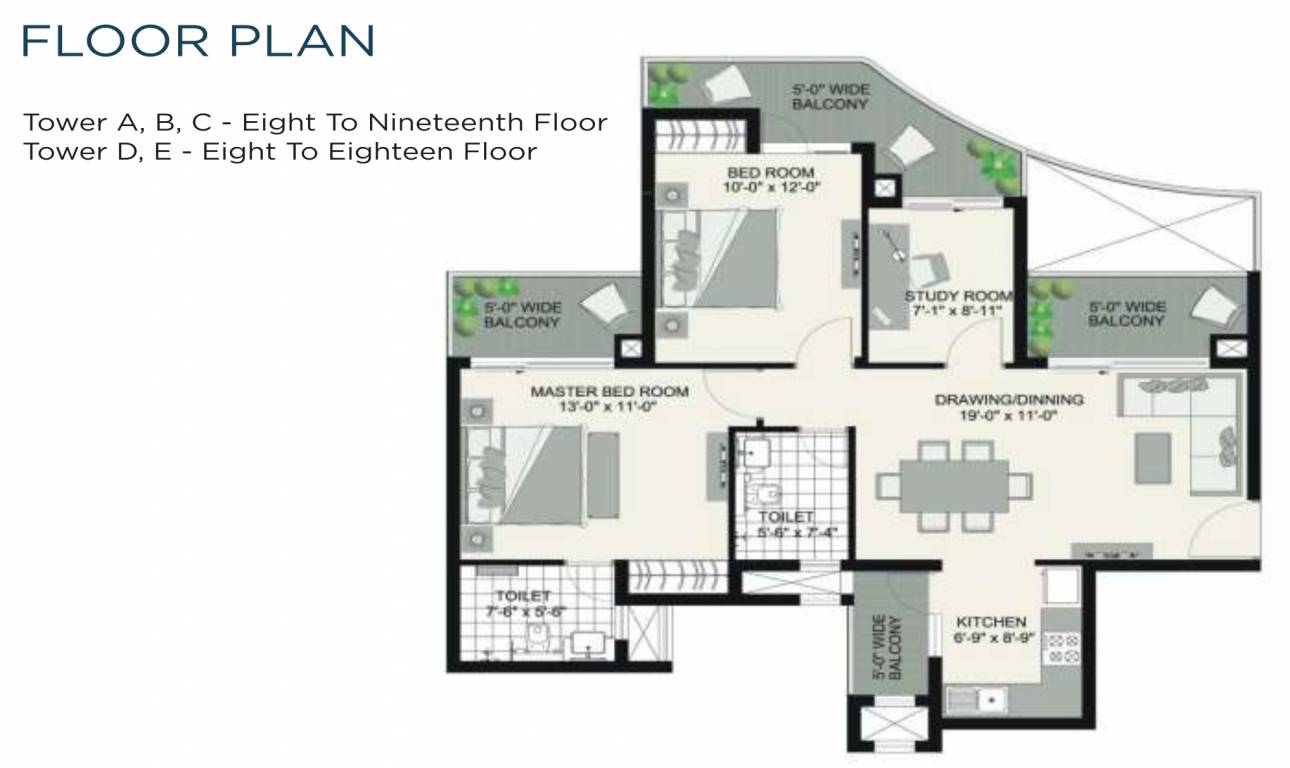 FLOOR PLAN
Tower A, B, C - Eight To Nineteenth Floor
Tower D, E - Eight To Eighteen Floor
5'-0" WIDE
BALCONY
BED ROOM
10'-0" x 12'-0"
STUDY ROOM
7'-1" x 8'-11"
5'-0" WIDE
BALCONY
5'-0" WIDE
BALCONY
MASTER BED ROOM
13'-0" x 11'-0"
DRAWING/DINNING
19'-0" x 11'-0"
TOILET
5'-6" x 7'-4"
TOILET
7'-6" x 5'-6"
5'-0" WIDE
BALCONY
KITCHEN
6'-9" x 8'-9"